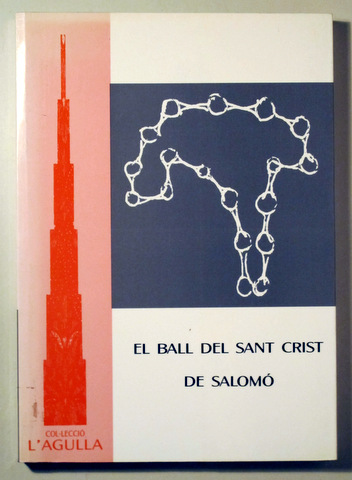 EL BALL DEL SANT CRIST
DE SALOMÓ
COL·LECCIÓ
L'AGULLA